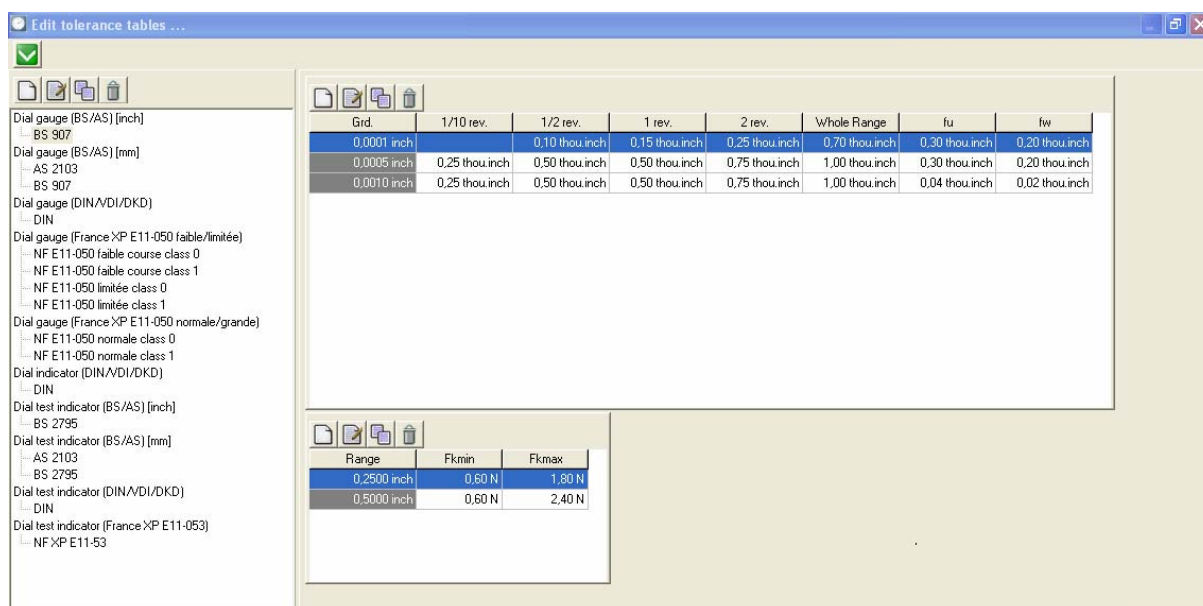 Edit tolerance tables ...
Dial gauge (BS/AS) [inch]
BS 907
Dial gauge (BS/AS) [mm]
AS 2103
BS 907
Dial gauge (DIN/VDI/DKD)
DIN
Dial gauge (France XP E11-050 faible/limitée)
NF E11-050 faible course class 0
NF E11-050 faible course class 1
NF E11-050 limitée class 0
NF E11-050 limitée class 1
Dial gauge (France XP E11-050 normale/grande)
NF E11-050 normale class 0
NF E11-050 normale class 1
Dial indicator (DIN/VDI/DKD)
DIN
Dial test indicator (BS/AS) [inch]
BS 2795
Dial test indicator (BS/AS) [mm]
AS 2103
BS 2795
Dial test indicator (DIN/VDI/DKD)
DIN
Dial test indicator (France XP E11-053)
NF XP E11-53
Grd. 1/10 rev. 1/2 rev. 1 rev. 2 rev. Whole Range fu fw
0,0001 inch 0,10 thou.inch 0,15 thou.inch 0,25 thou.inch 0,70 thou.inch 0,30 thou.inch 0,20 thou.inch
0,0005 inch 0,25 thou.inch 0,50 thou.inch 0,50 thou.inch 0,75 thou.inch 1,00 thou.inch 0,30 thou.inch 0,20 thou.inch
0,0010 inch 0,25 thou.inch 0,50 thou.inch 0,50 thou.inch 0,75 thou.inch 1,00 thou.inch 0,04 thou.inch 0,02 thou.inch
Range Fkmin Fkmax
0,2500 inch 0,60 N 1,80 N
0,5000 inch 0,60 N 2,40 N